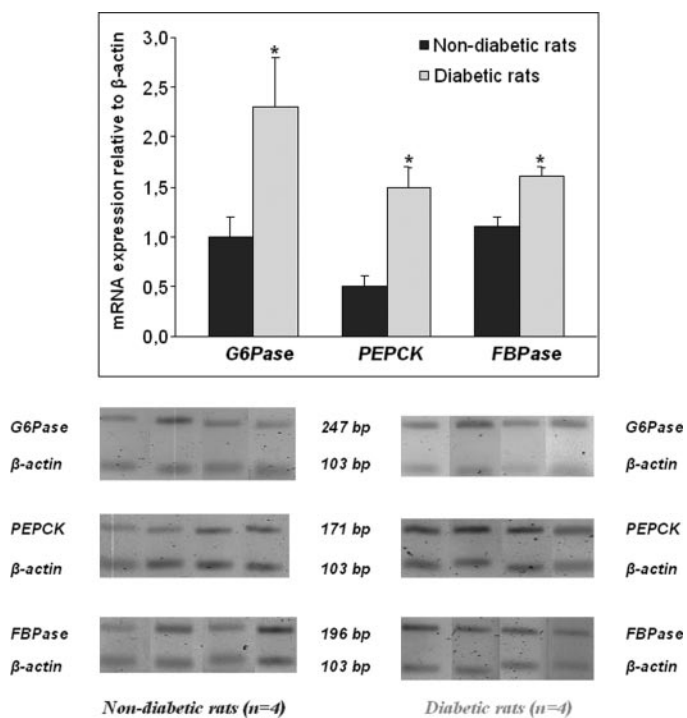 mRNA expression relative to β-actin
3,0
2,5
2,0
1,5
1,0
0,5
0,0
Non-diabetic rats
Diabetic rats
*
*
*
G6Pase PEPCK FBPase
G6Pase 247 bp G6Pase
β-actin 103 bp β-actin
PEPCK 171 bp PEPCK
β-actin 103 bp β-actin
FBPase 196 bp FBPase
β-actin 103 bp β-actin
Non-diabetic rats (n=4) Diabetic rats (n=4)